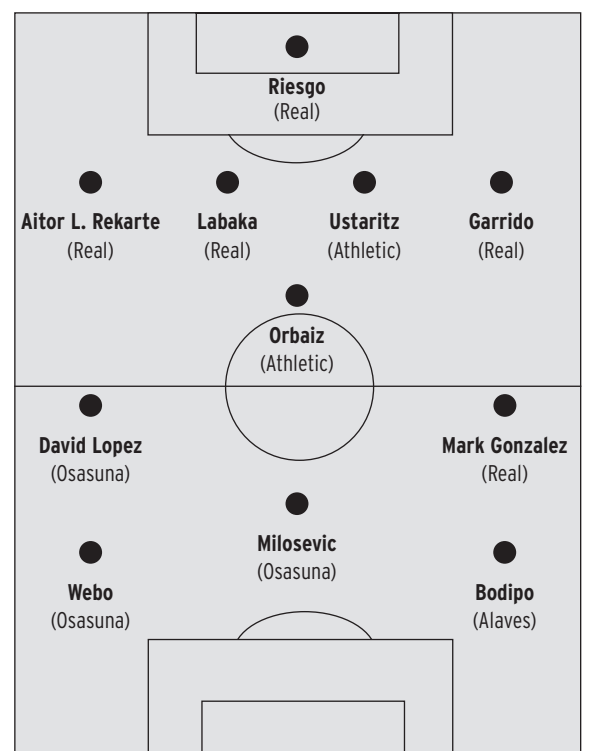 Riesgo
(Real)
Aitor L. Rekarte
(Real)
Labaka
(Real)
Ustaritz
(Athletic)
Garrido
(Real)
Orbaiz
(Athletic)
David Lopez
(Osasuna)
Mark Gonzalez
(Real)
Milosevic
(Osasuna)
Webo
(Osasuna)
Bodipo
(Alaves)